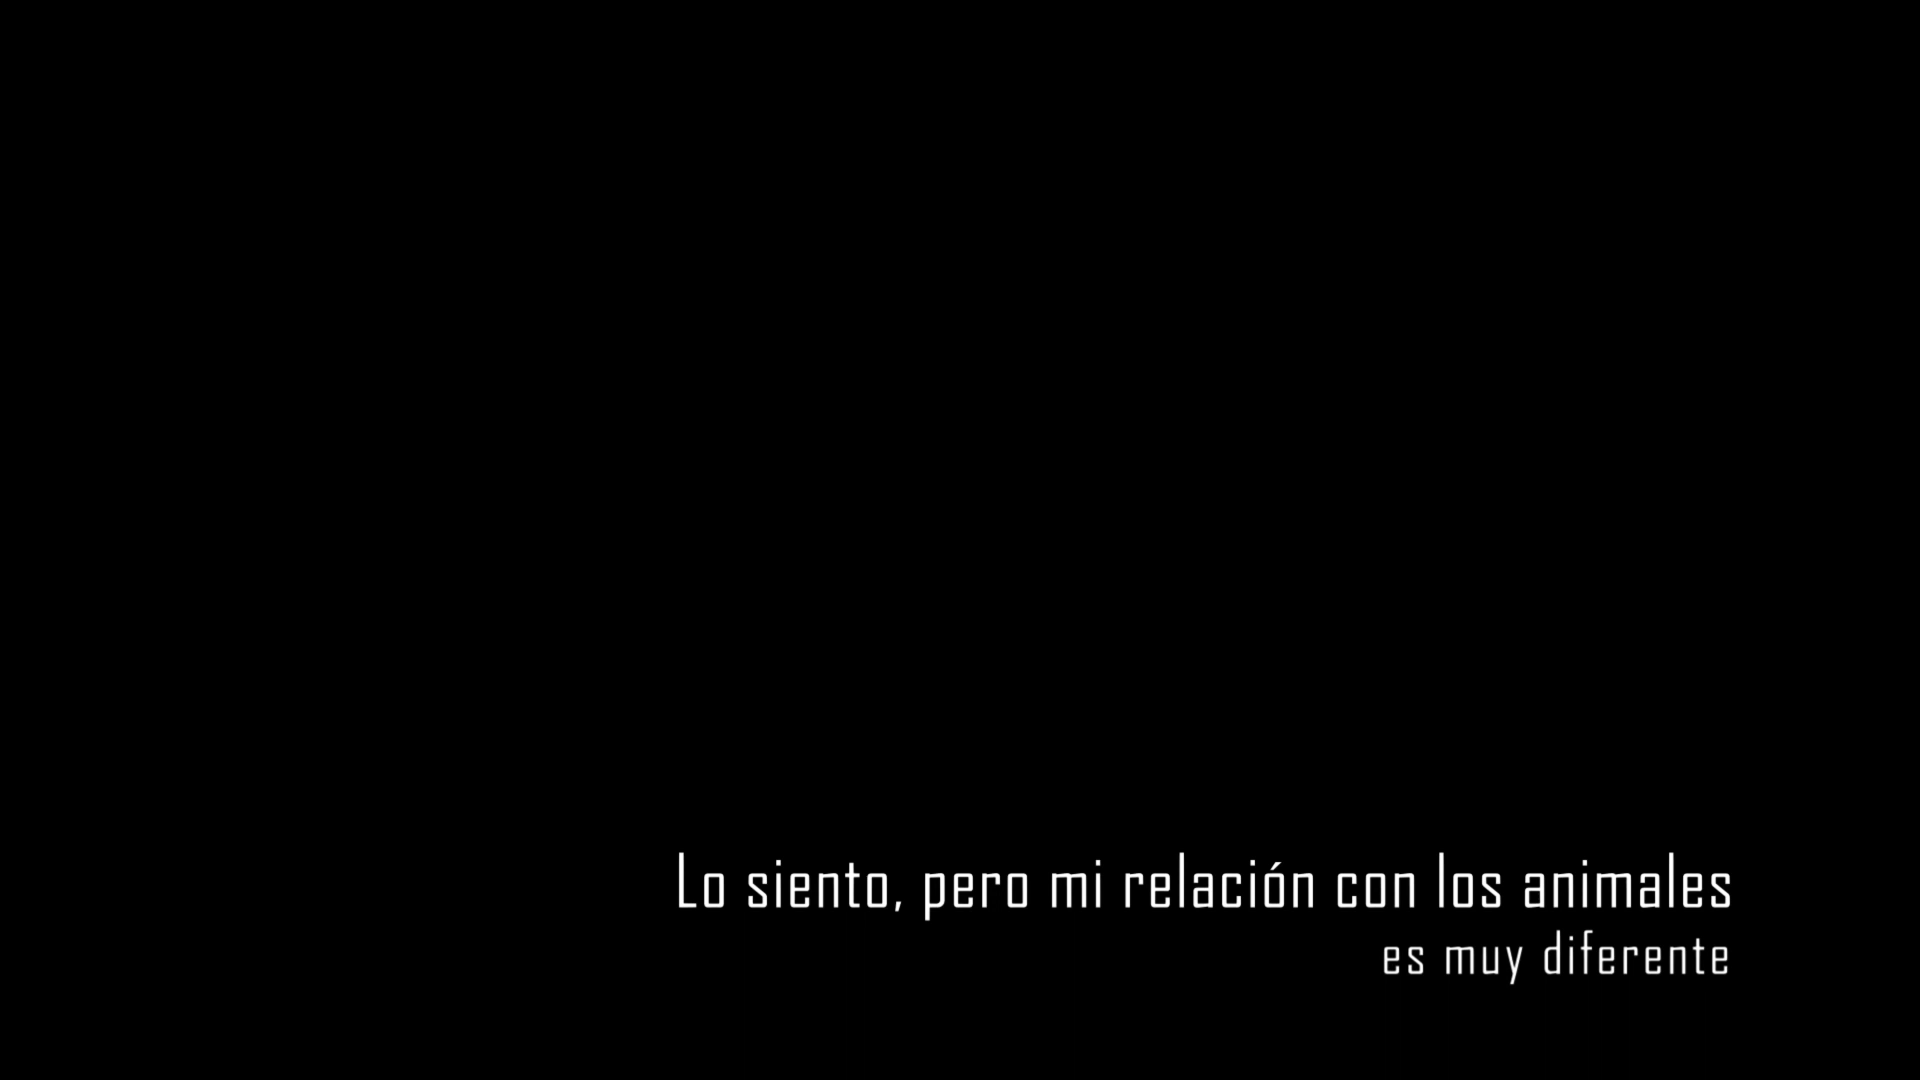 Lo siento, pero mi relación con los animales
es muy diferente